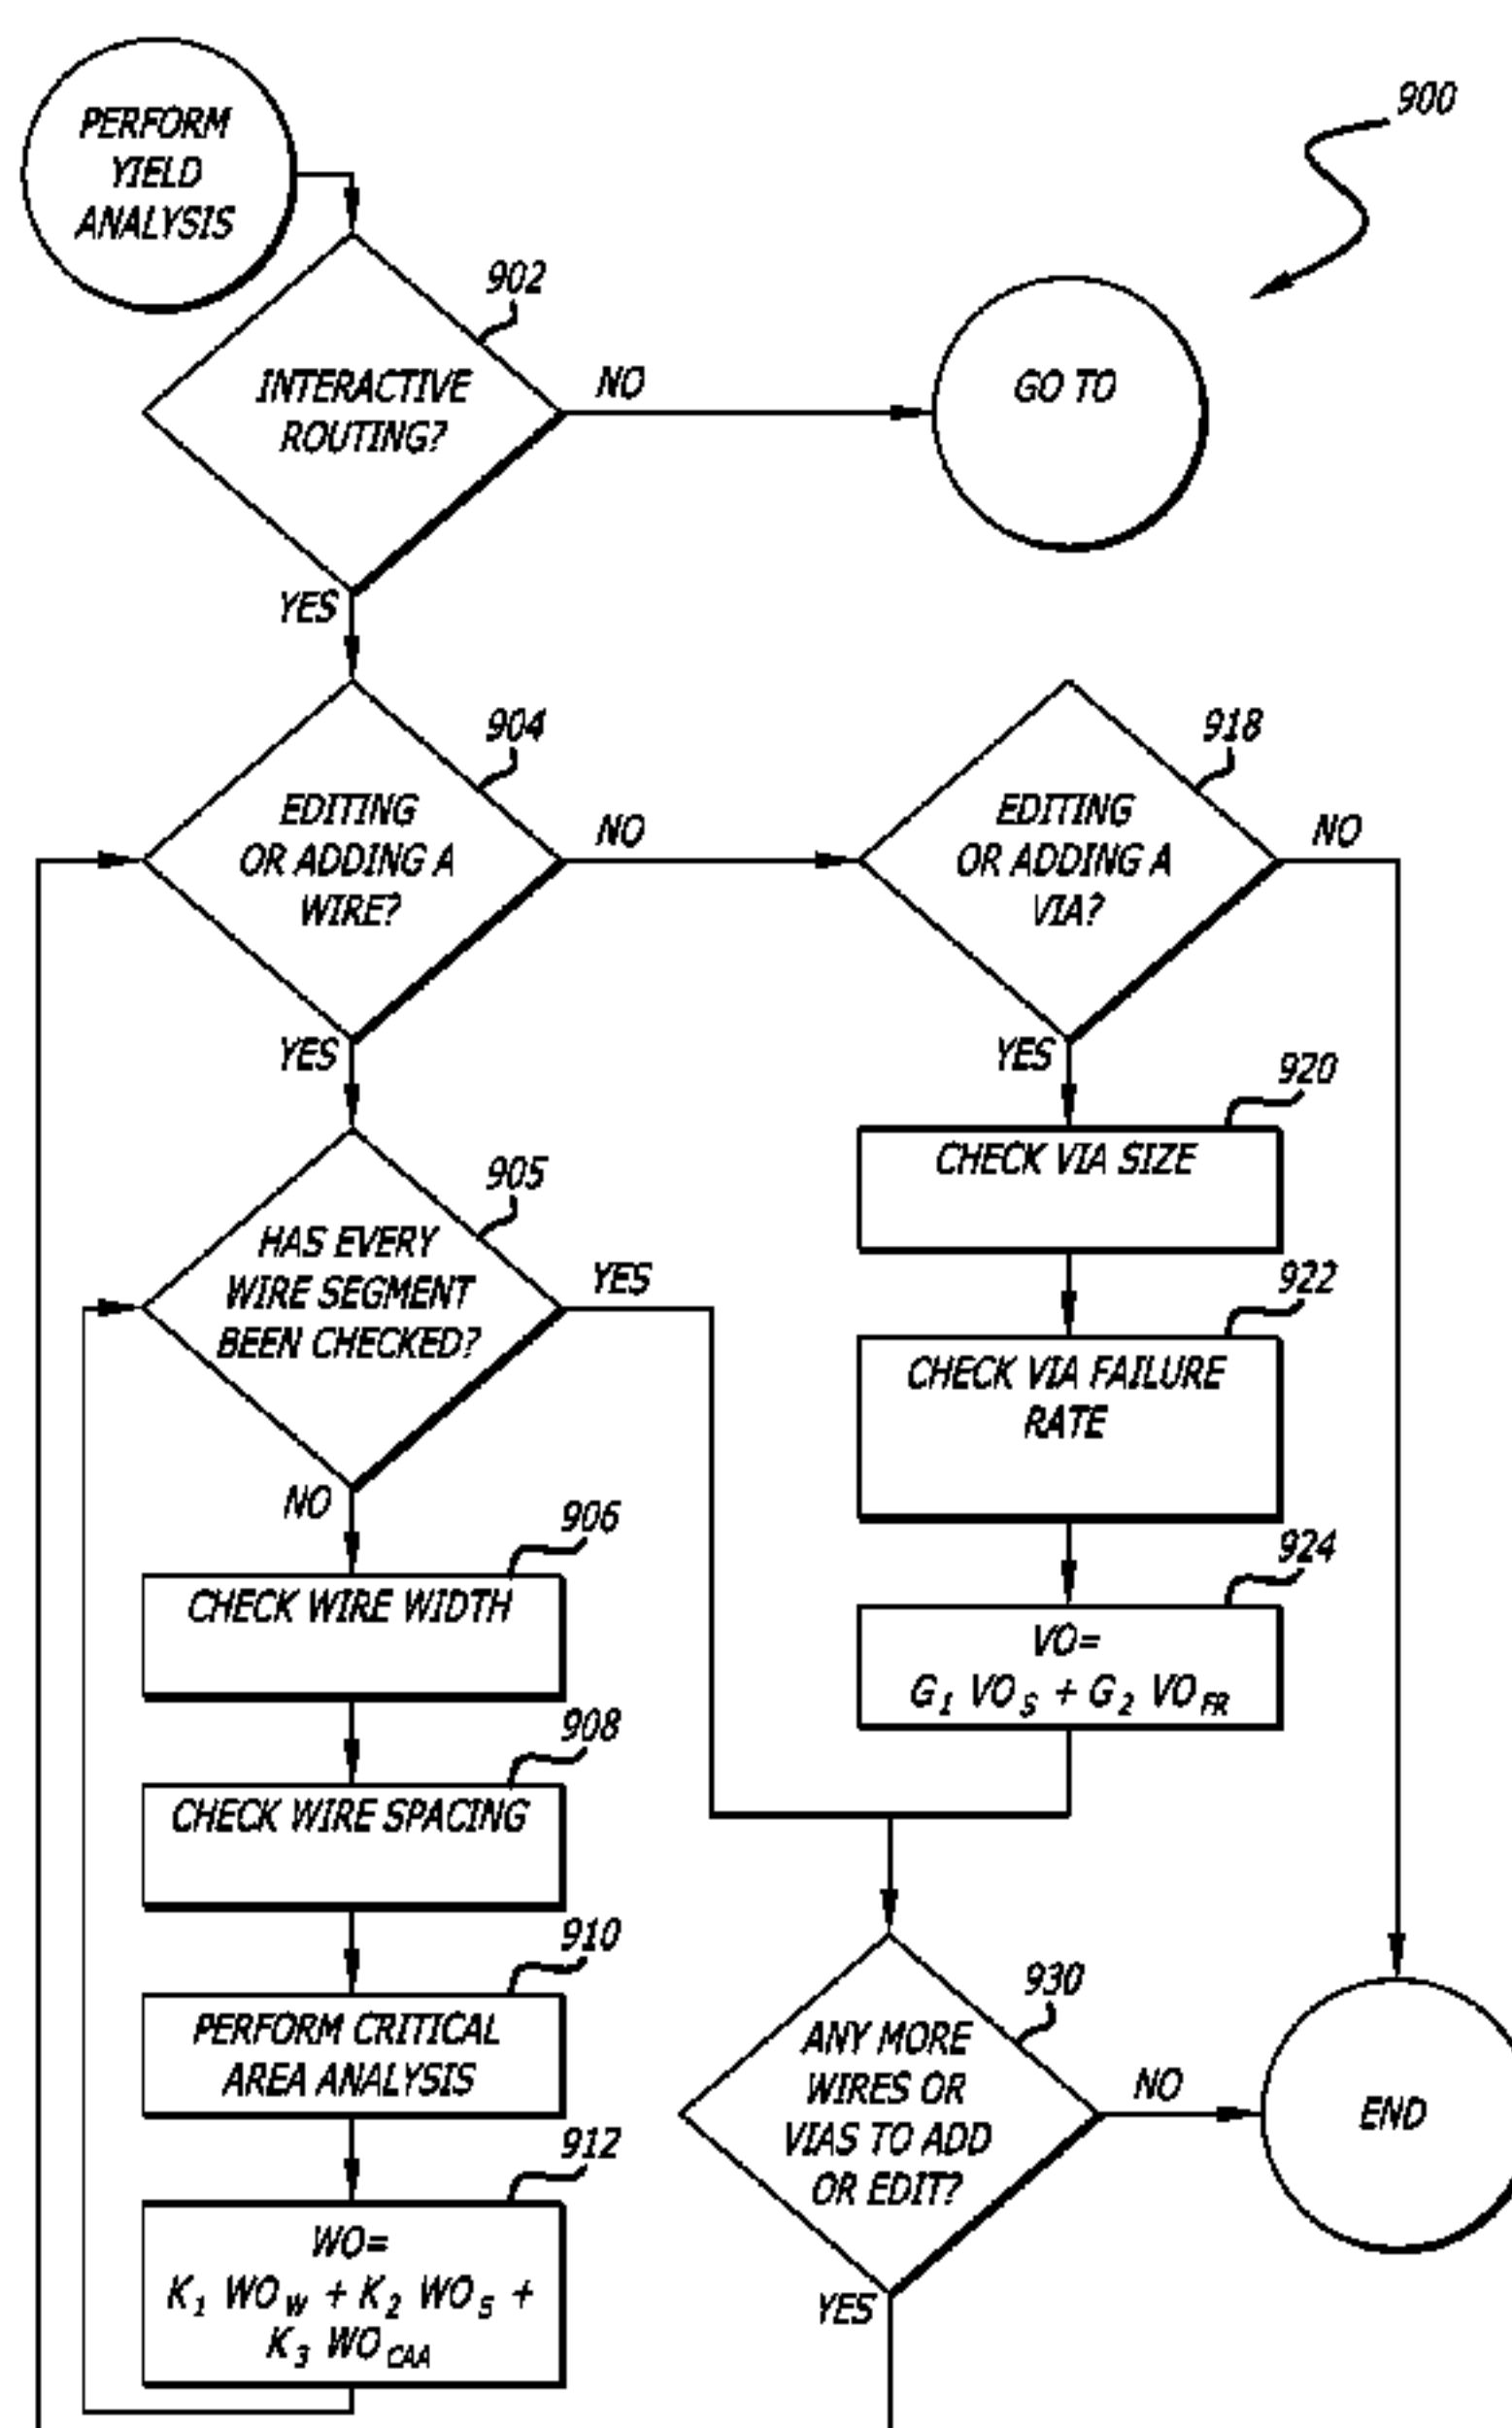 900
PERFORM
YIELD
ANALYSIS
902
INTERACTIVE
ROUTING?
NO
GO TO
YES
904
EDITING
OR ADDING A
WIRE?
NO
918
EDITING
OR ADDING A
VIA?
NO
YES
YES
905
HAS EVERY
WIRE SEGMENT
BEEN CHECKED?
YES
NO
920
CHECK VIA SIZE
922
CHECK VIA FAILURE
RATE
924
VO=
G1 VOS + G2 VOFR
906
CHECK WIRE WIDTH
908
CHECK WIRE SPACING
910
PERFORM CRITICAL
AREA ANALYSIS
912
WO=
K1 WOW + K2 WOS +
K3 WOCAA
930
ANY MORE
WIRES OR
VIAS TO ADD
OR EDIT?
NO
END
YES